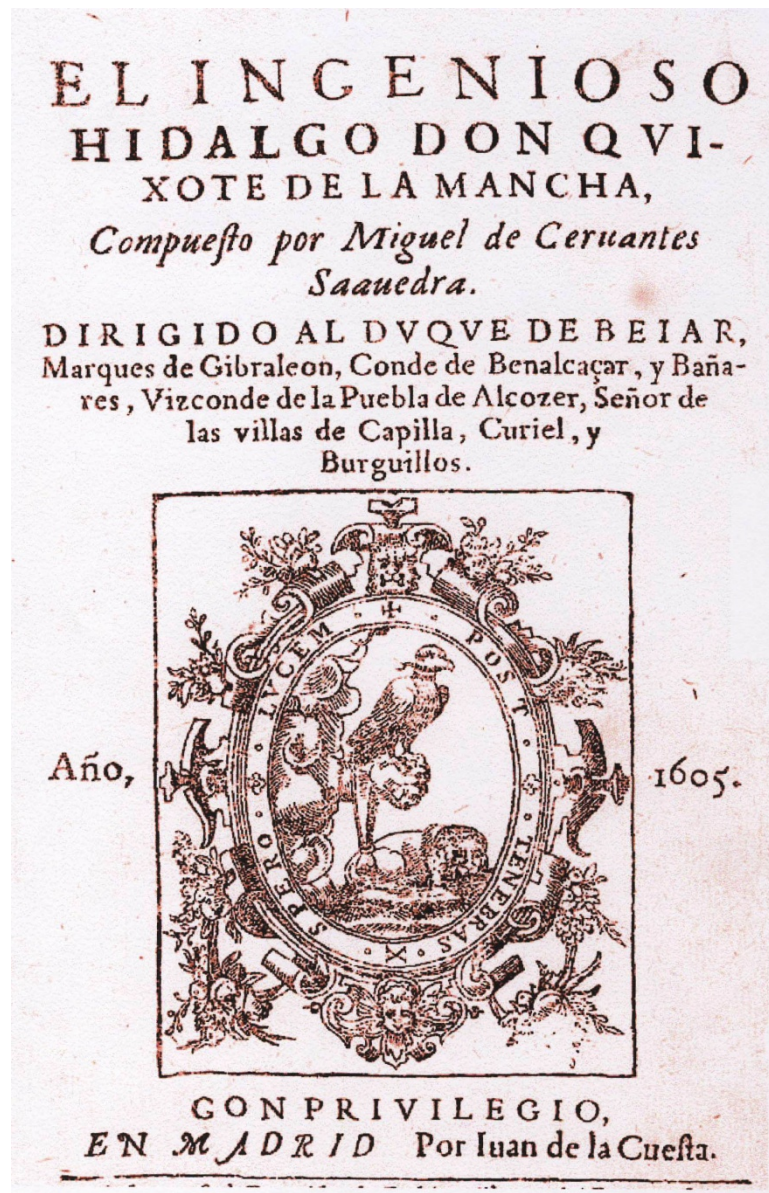 EL INGENIOSO
HIDALGO DON QVI-
XOTE DE LA MANCHA,
Compuesto por Miguel de Ceruantes
Saauedra.
DIRIGIDO AL DVQVE DE BEIAR,
Marques de Gibraleon, Conde de Benalcaçar, y Baña-
res, Vizconde de la Puebla de Alcozer, Señor de
las villas de Capilla, Curiel, y
Burguillos.
POST TENEBRAS SPERO LVCEM
Año, 1605.
CON PRIVILEGIO,
EN MADRID Por Iuan de la Cuesta.